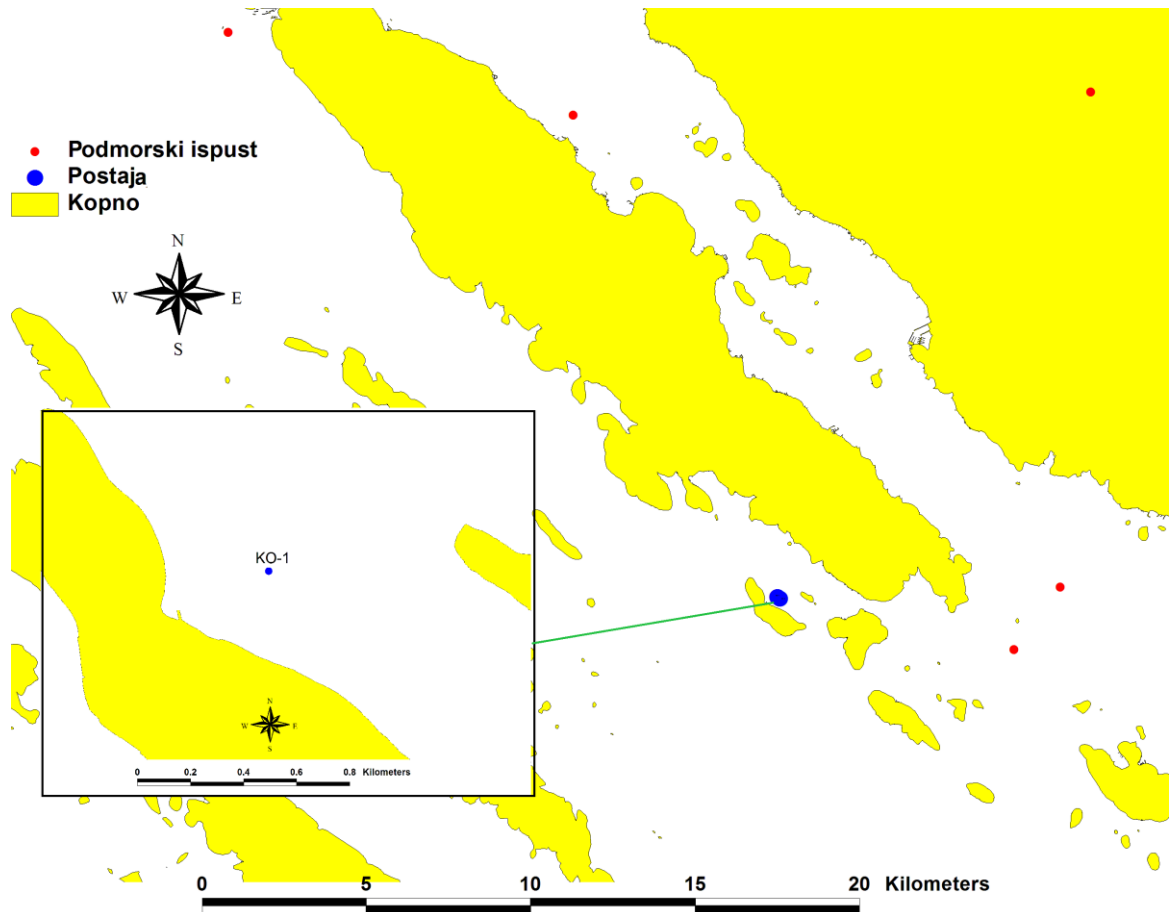 Podmorski ispust
Postaja
Kopno
N
W E
S
KO-1
N
W E
S
0 0.2 0.4 0.6 0.8 Kilometers
0 5 10 15 20 Kilometers